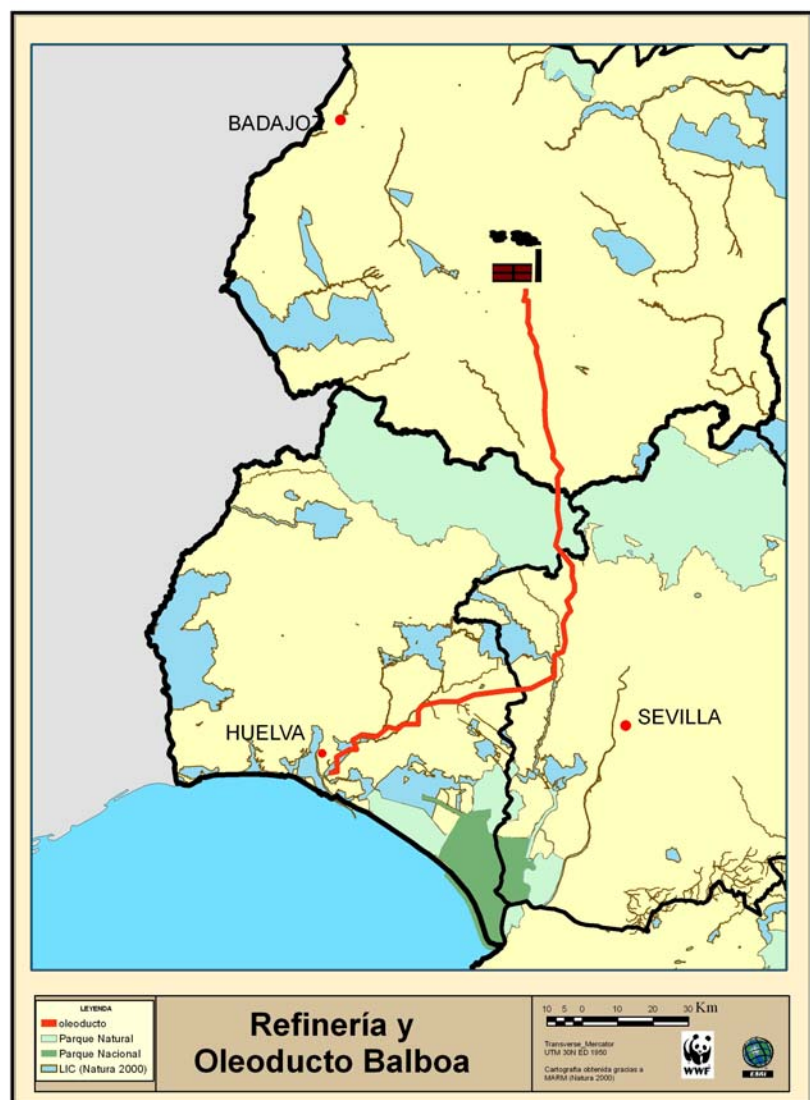 BADAJOZ
HUELVA
SEVILLA
LEYENDA
oleoducto
Parque Natural
Parque Nacional
LIC (Natura 2000)
Refinería y
Oleoducto Balboa
10 5 0 10 20 30 Km
Transverse_Mercator
UTM 30N ED 1950
Cartografía obtenida gracias a
MARM (Natura 2000)
WWF
ESRI